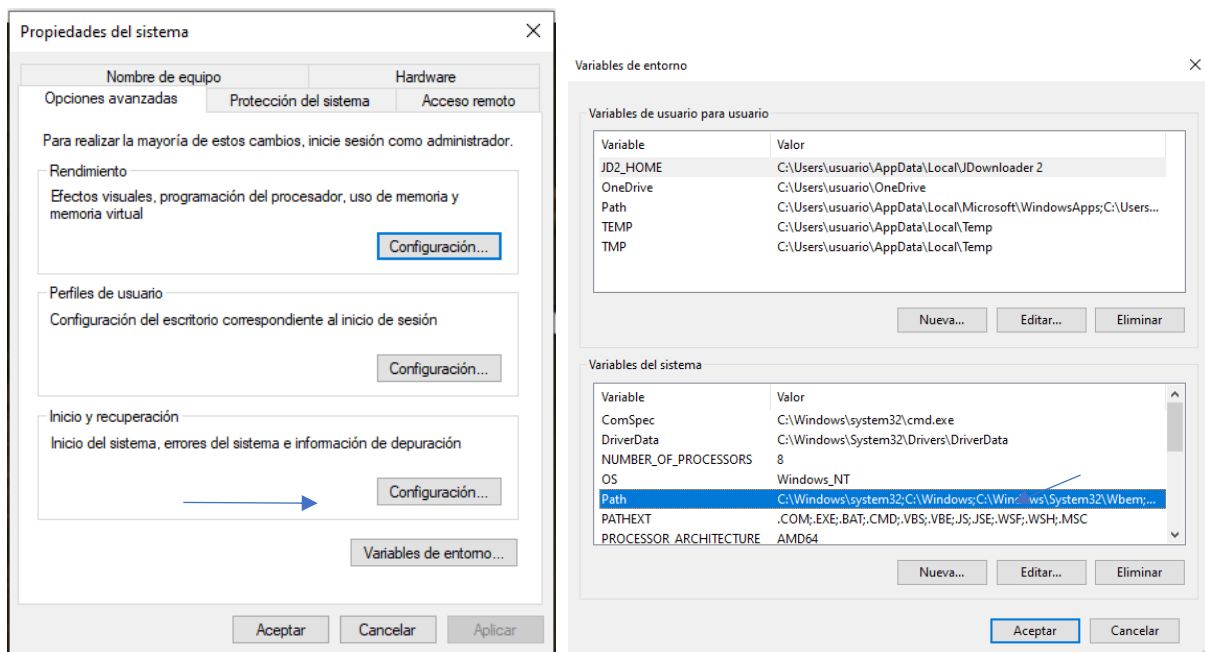 Propiedades del sistema
Nombre de equipo Hardware
Opciones avanzadas Protección del sistema Acceso remoto
Para realizar la mayoría de estos cambios, inicie sesión como administrador.
Rendimiento
Efectos visuales, programación del procesador, uso de memoria y
memoria virtual
Configuración...
Perfiles de usuario
Configuración del escritorio correspondiente al inicio de sesión
Configuración...
Inicio y recuperación
Inicio del sistema, errores del sistema e información de depuración
Configuración...
Variables de entorno...
Aceptar Cancelar Aplicar
Variables de entorno
Variables de usuario para usuario
Variable Valor
JD2_HOME C:\Users\usuario\AppData\Local\JDownloader 2
OneDrive C:\Users\usuario\OneDrive
Path C:\Users\usuario\AppData\Local\Microsoft\WindowsApps;C:\Users...
TEMP C:\Users\usuario\AppData\Local\Temp
TMP C:\Users\usuario\AppData\Local\Temp
Nueva... Editar... Eliminar
Variables del sistema
Variable Valor
ComSpec C:\Windows\system32\cmd.exe
DriverData C:\Windows\System32\Drivers\DriverData
NUMBER_OF_PROCESSORS 8
OS Windows_NT
Path C:\Windows\system32;C:\Windows;C:\Windows\System32\Wbem;...
PATHEXT .COM;.EXE;.BAT;.CMD;.VBS;.VBE;.JS;.JSE;.WSF;.WSH;.MSC
PROCESSOR_ARCHITECTURE AMD64
Nueva... Editar... Eliminar
Aceptar Cancelar